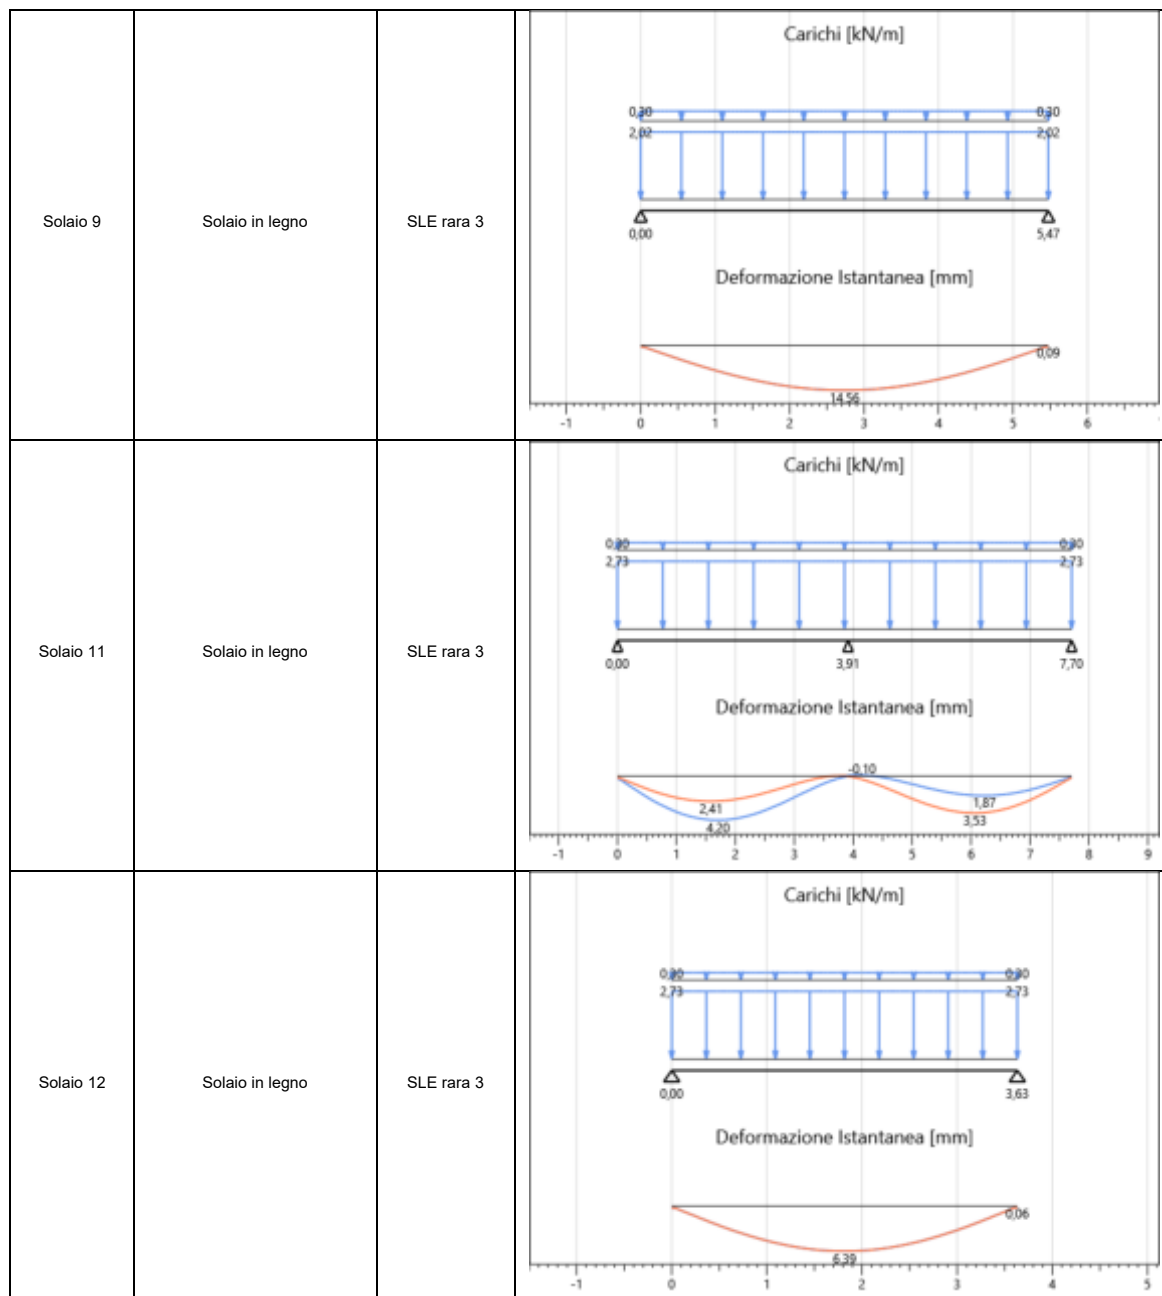 Solaio 9
Solaio in legno
SLE rara 3
Carichi [kN/m]
0,30 0,30
2,02 2,02
0,00 5,47
Deformazione Istantanea [mm]
0,09
14,56
-1 0 1 2 3 4 5 6
Solaio 11
Solaio in legno
SLE rara 3
Carichi [kN/m]
0,30 0,30
2,73 2,73
0,00 3,91 7,70
Deformazione Istantanea [mm]
-0,10
2,41 1,87
4,20 3,53
-1 0 1 2 3 4 5 6 7 8 9
Solaio 12
Solaio in legno
SLE rara 3
Carichi [kN/m]
0,30 0,30
2,73 2,73
0,00 3,63
Deformazione Istantanea [mm]
0,06
6,39
-1 0 1 2 3 4 5